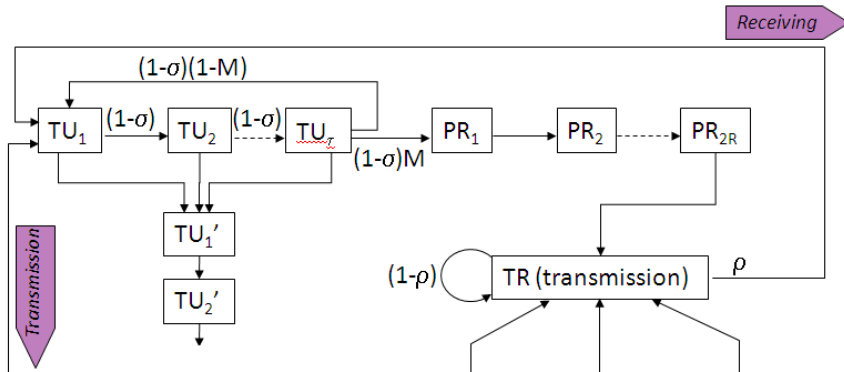 Receiving
(1-σ)(1-M)
TU₁
(1-σ)
TU₂
(1-σ)
TUτ
(1-σ)M
PR₁
PR₂
PR₂R
TU₁’
TU₂’
Transmission
(1-ρ)
TR (transmission)
ρ